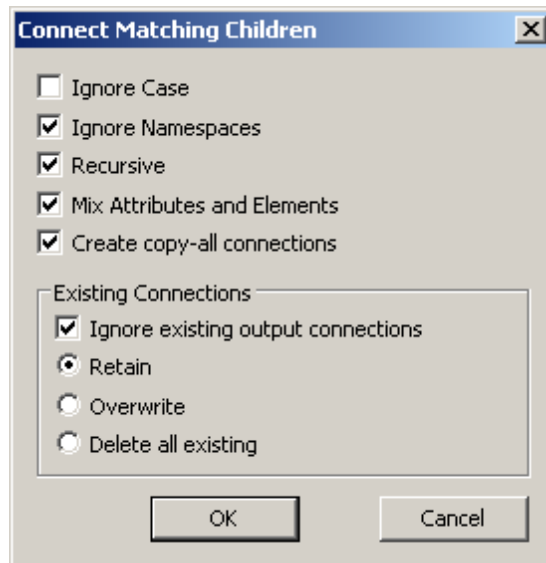 Connect Matching Children
Ignore Case
Ignore Namespaces
Recursive
Mix Attributes and Elements
Create copy-all connections
Existing Connections
Ignore existing output connections
Retain
Overwrite
Delete all existing
OK
Cancel